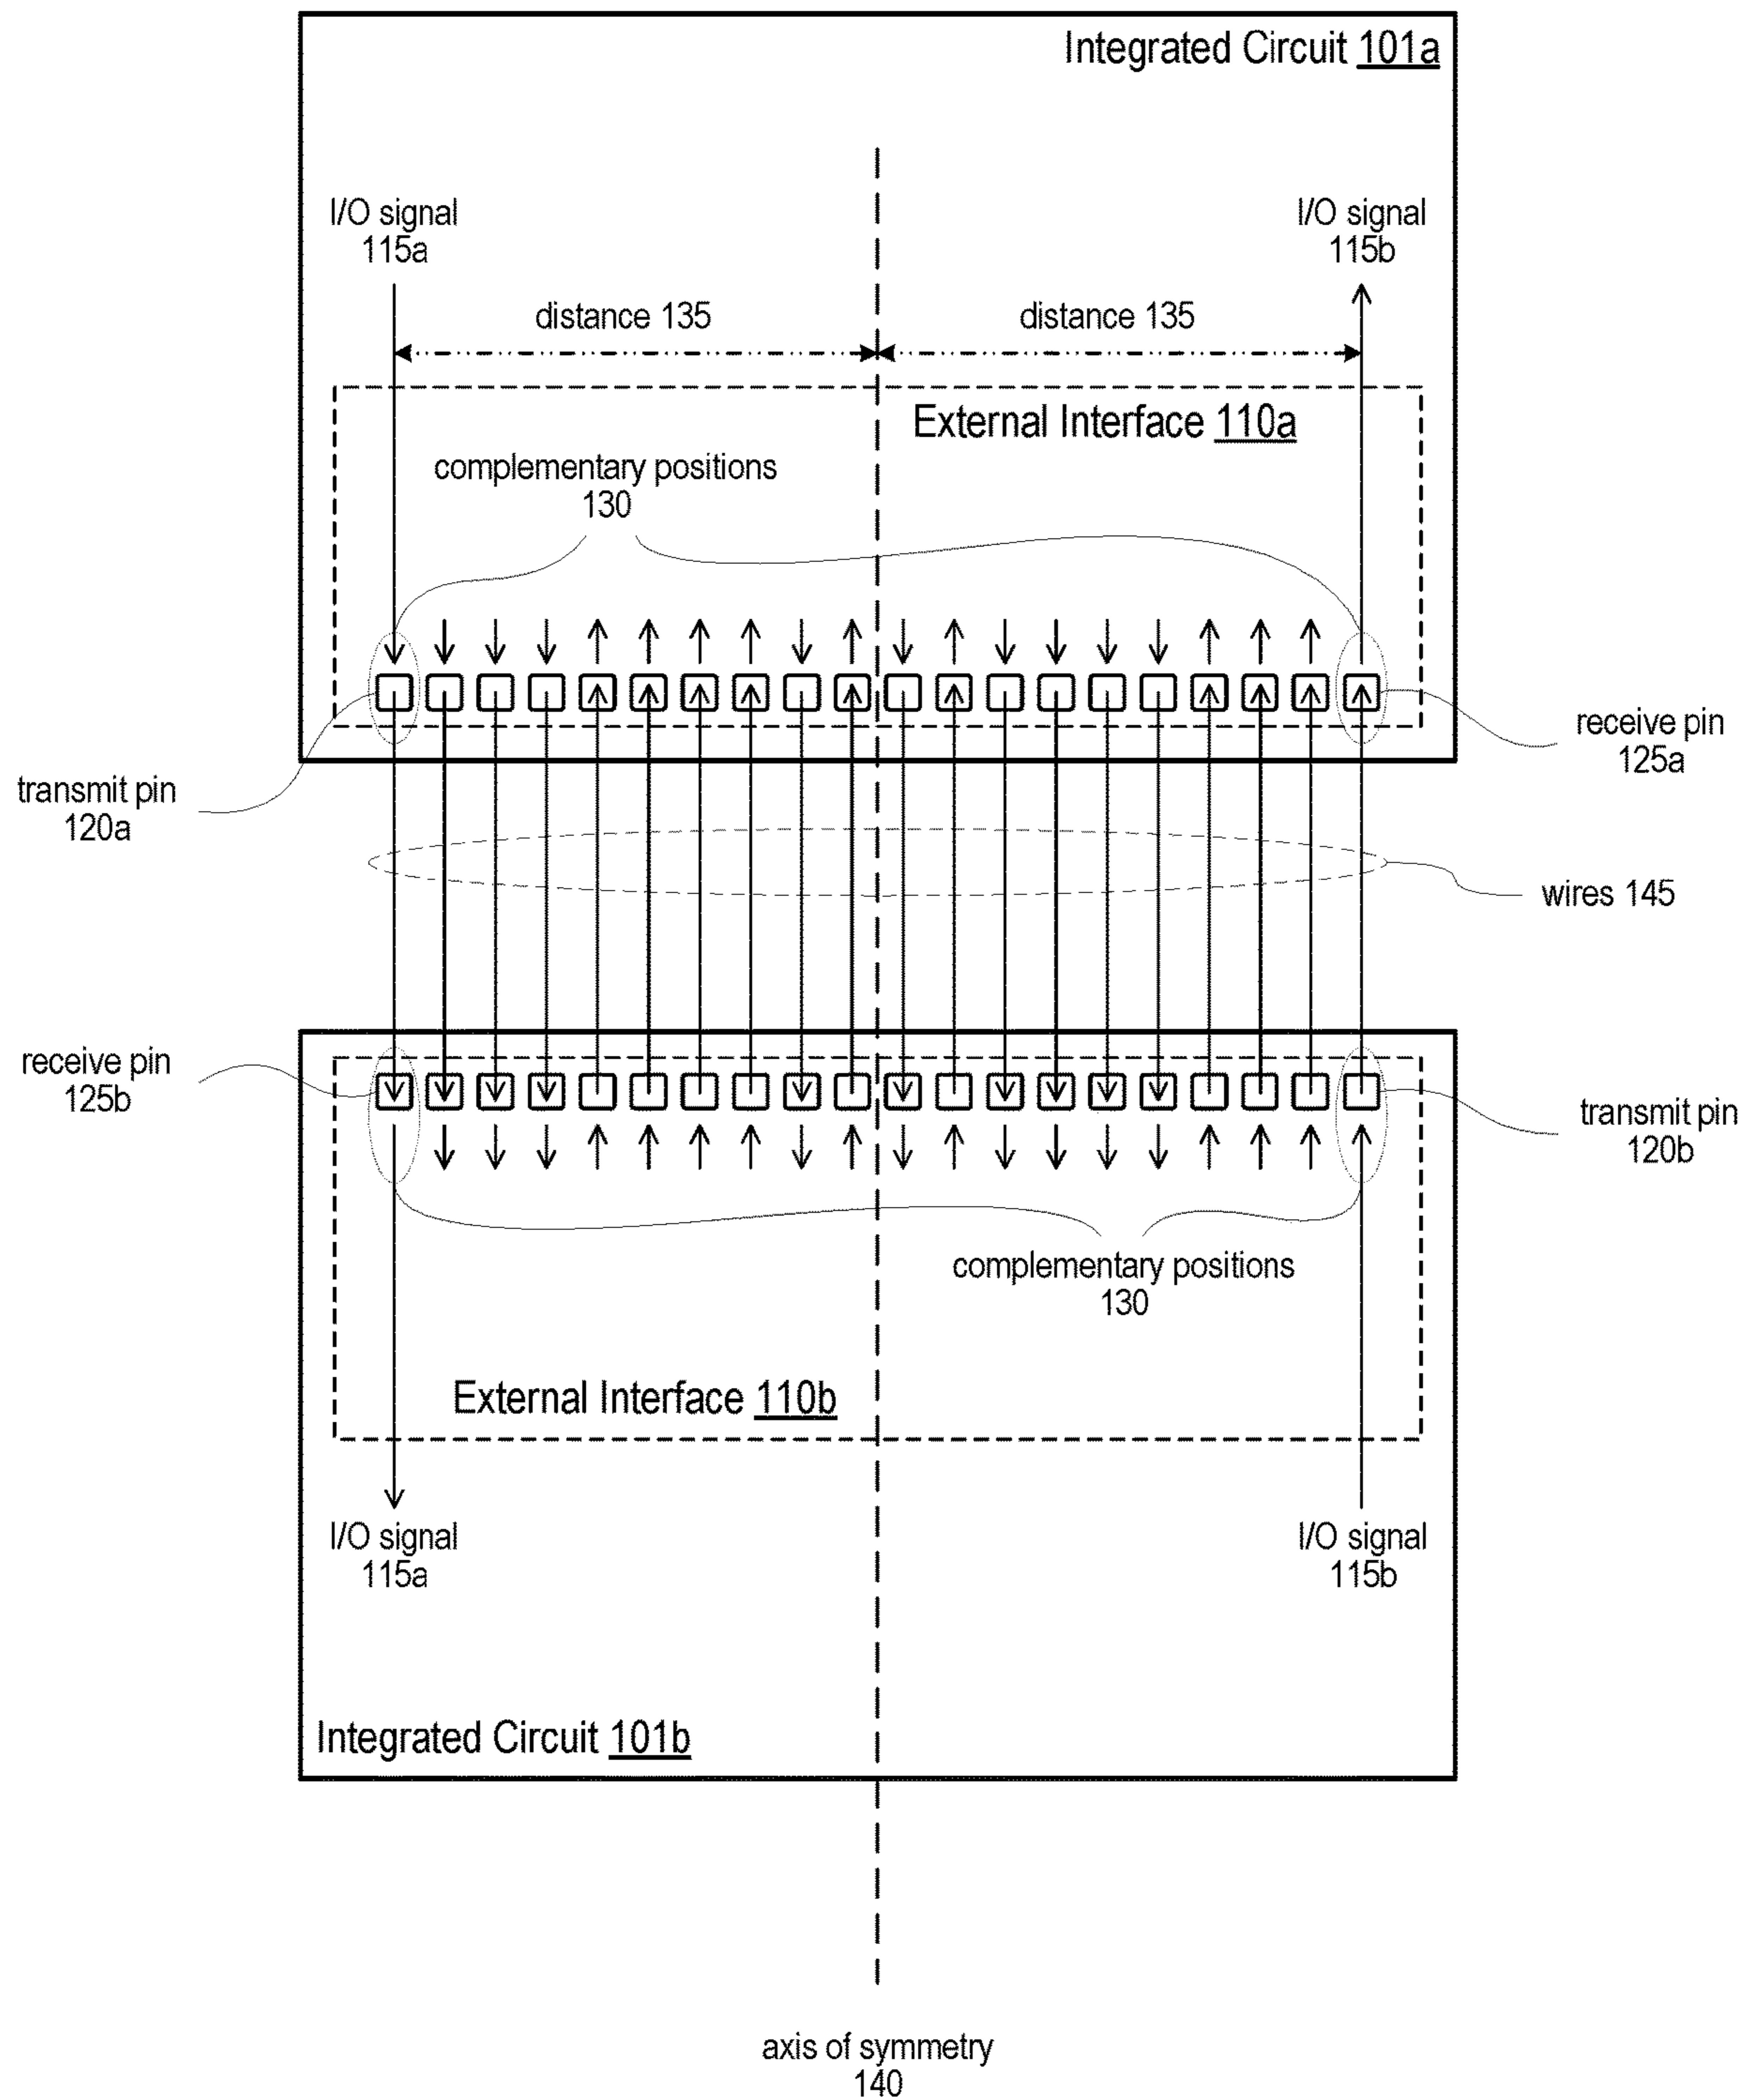 Integrated Circuit 101a
I/O signal
115a
I/O signal
115b
distance 135
distance 135
External Interface 110a
complementary positions
130
receive pin
125a
transmit pin
120a
wires 145
receive pin
125b
transmit pin
120b
complementary positions
130
External Interface 110b
I/O signal
115a
I/O signal
115b
Integrated Circuit 101b
axis of symmetry
140